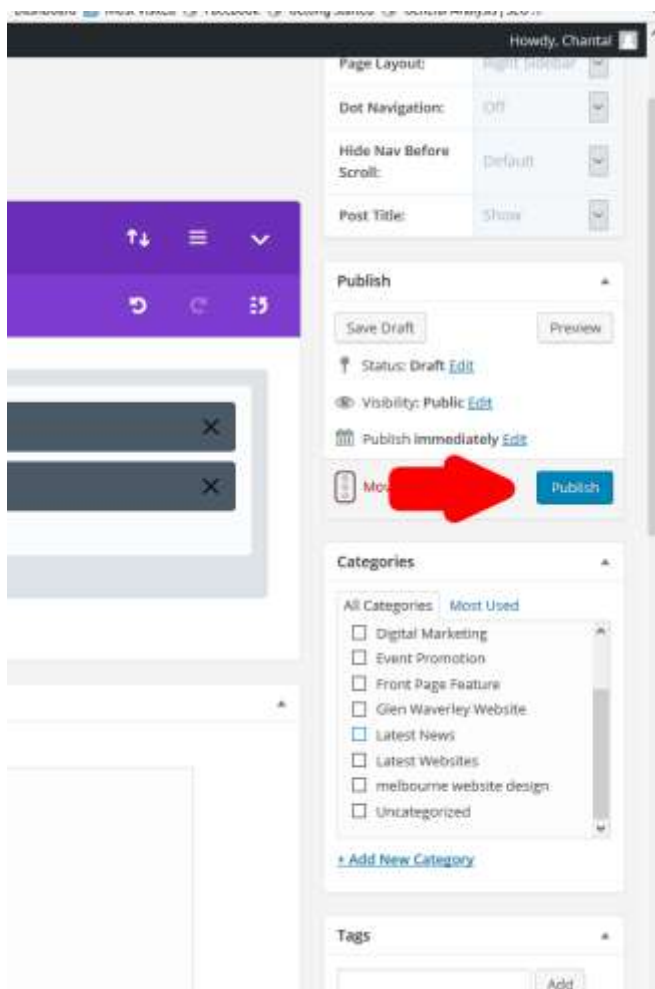 Howdy, Chantal
Page Layout: Right Sidebar
Dot Navigation: Off
Hide Nav Before Scroll: Default
Post Title: Show
Publish
Save Draft Preview
Status: Draft Edit
Visibility: Public Edit
Publish immediately Edit
Publish
Categories
All Categories Most Used
Digital Marketing
Event Promotion
Front Page Feature
Glen Waverley Website
Latest News
Latest Websites
melbourne website design
Uncategorized
+ Add New Category
Tags
Add